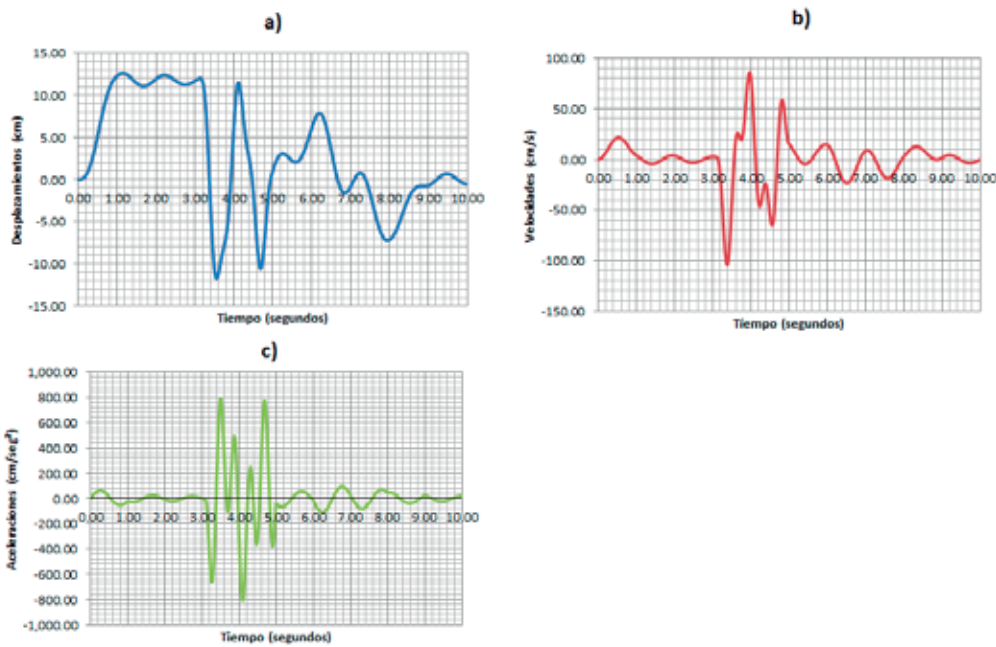 a)
15.00
10.00
5.00
0.00
-5.00
-10.00
-15.00
0.00 1.00 2.00 3.00 4.00 5.00 6.00 7.00 8.00 9.00 10.00
Desplazamientos (cm)
Tiempo (segundos)
b)
100.00
50.00
0.00
-50.00
-100.00
-150.00
0.00 1.00 2.00 3.00 4.00 5.00 6.00 7.00 8.00 9.00 10.00
Velocidades (cm/s)
Tiempo (segundos)
c)
1,000.00
800.00
600.00
400.00
200.00
0.00
-200.00
-400.00
-600.00
-800.00
-1,000.00
0.00 1.00 2.00 3.00 4.00 5.00 6.00 7.00 8.00 9.00 10.00
Aceleraciones (cm/seg²)
Tiempo (segundos)